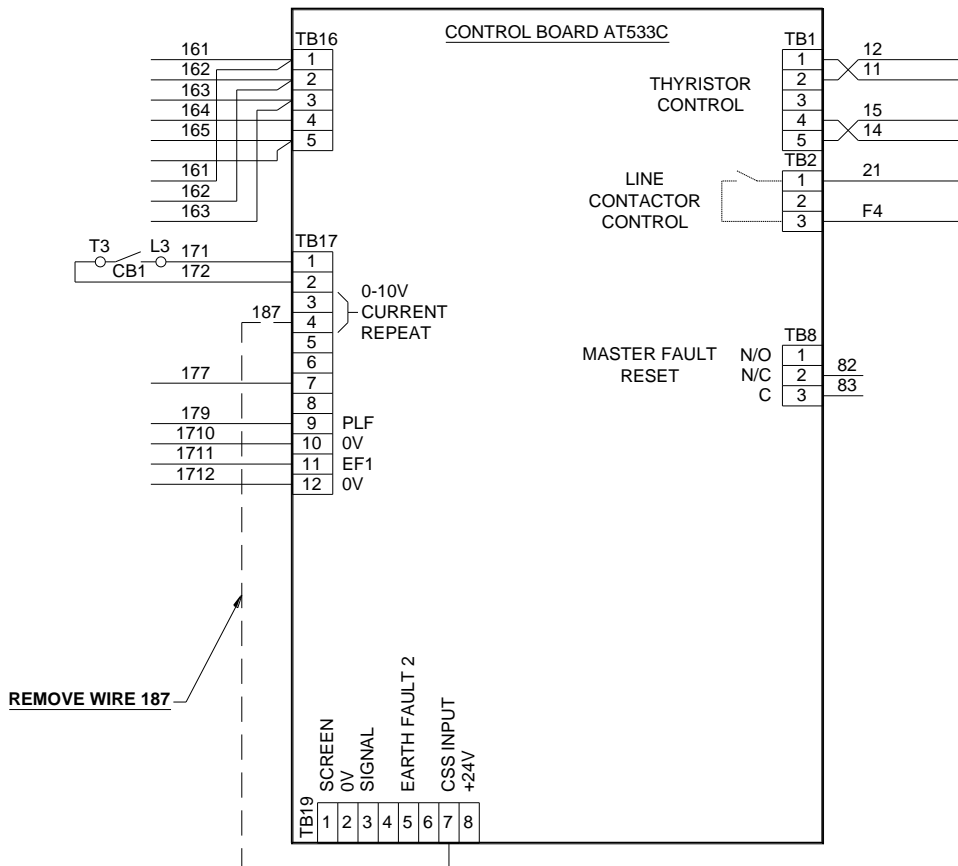 CONTROL BOARD AT533C
TB16
1
2
3
4
5
161
162
163
164
165
161
162
163
TB17
1
2
3
4
5
6
7
8
9
10
11
12
T3
L3
CB1
171
172
187
0-10V
CURRENT
REPEAT
177
179
1710
1711
1712
PLF
0V
EF1
0V
TB1
1
2
3
4
5
THYRISTOR
CONTROL
12
11
15
14
TB2
1
2
3
LINE
CONTACTOR
CONTROL
21
F4
TB8
1
2
3
MASTER FAULT
RESET
N/O
N/C
C
82
83
REMOVE WIRE 187
TB19
1
2
3
4
5
6
7
8
SCREEN
0V
SIGNAL
EARTH FAULT 2
CSS INPUT
+24V